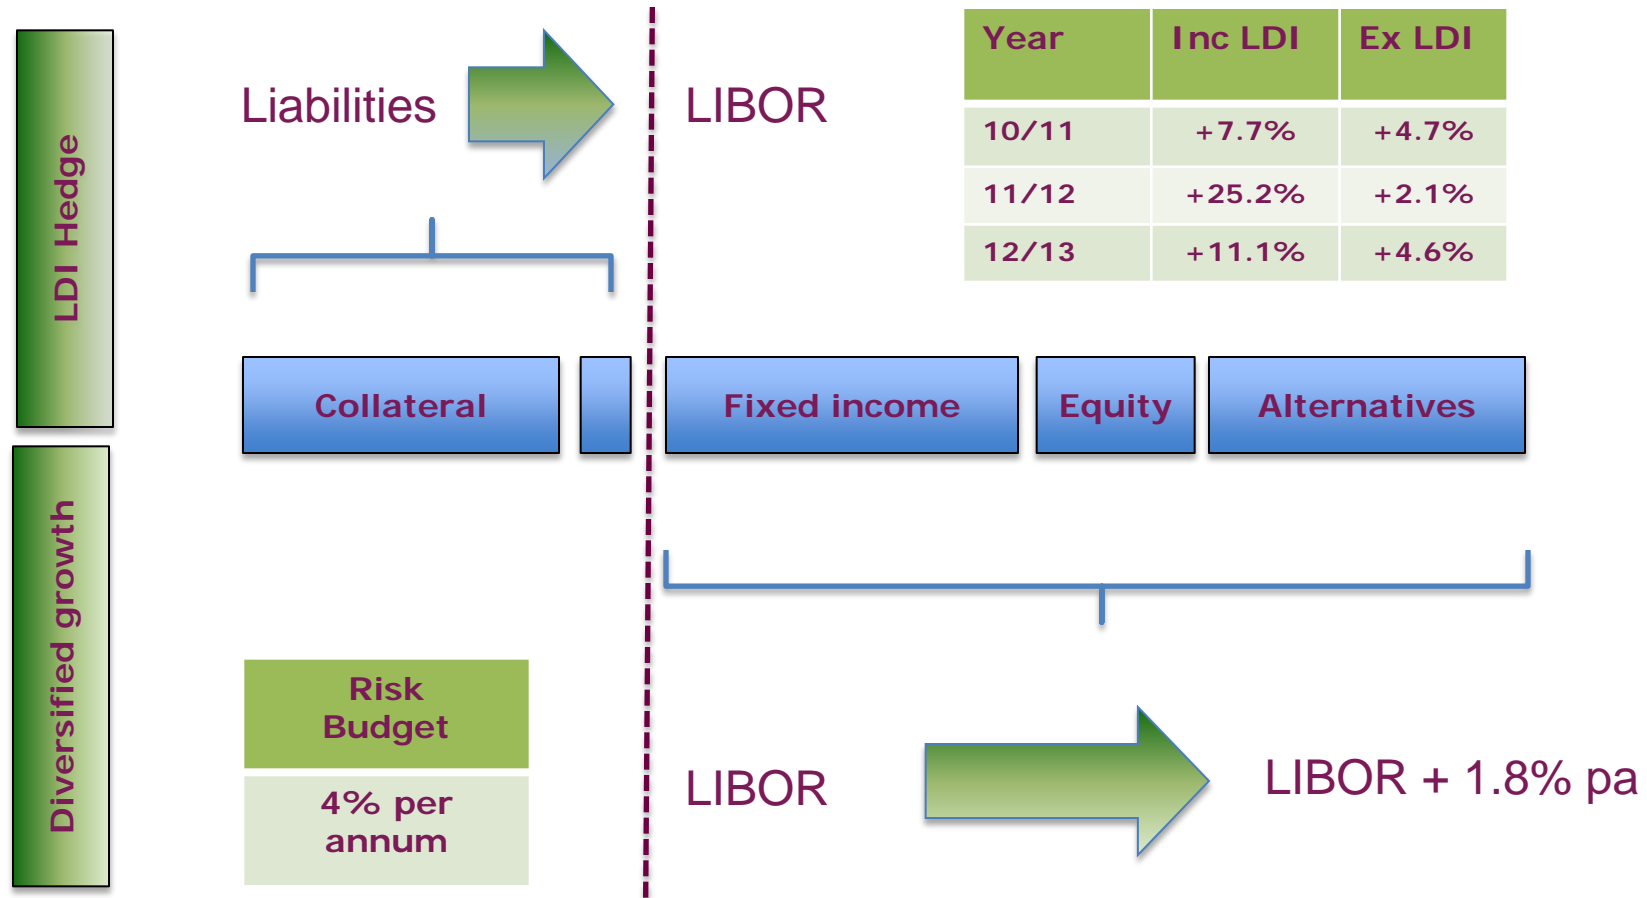 LDI Hedge
Liabilities
LIBOR
Year Inc LDI Ex LDI
10/11 +7.7% +4.7%
11/12 +25.2% +2.1%
12/13 +11.1% +4.6%
Collateral
Fixed income
Equity
Alternatives
Diversified growth
Risk
Budget
4% per
annum
LIBOR
LIBOR + 1.8% pa